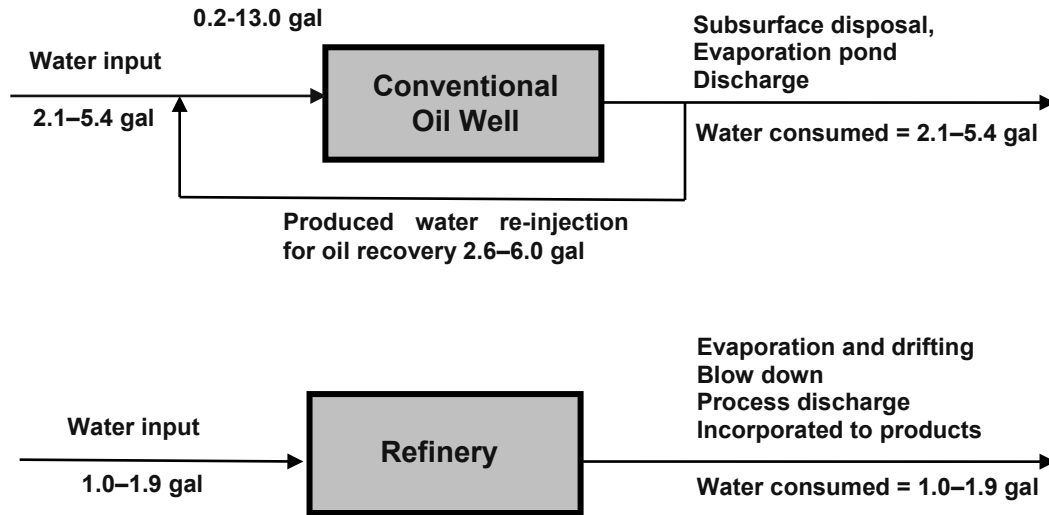 0.2-13.0 gal
Water input
2.1–5.4 gal
Conventional
Oil Well
Subsurface disposal,
Evaporation pond
Discharge
Water consumed = 2.1–5.4 gal
Produced water re-injection
for oil recovery 2.6–6.0 gal
Water input
1.0–1.9 gal
Refinery
Evaporation and drifting
Blow down
Process discharge
Incorporated to products
Water consumed = 1.0–1.9 gal